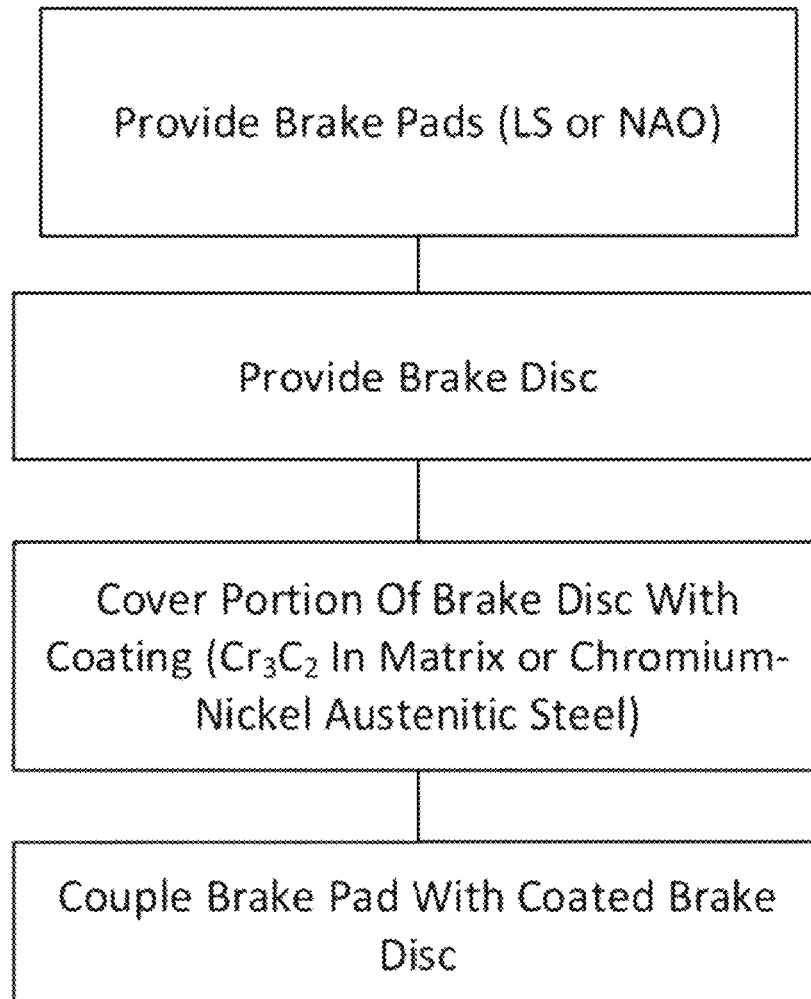 Provide Brake Pads (LS or NAO)
Provide Brake Disc
Cover Portion Of Brake Disc With
Coating (Cr₃C₂ In Matrix or Chromium-
Nickel Austenitic Steel)
Couple Brake Pad With Coated Brake
Disc